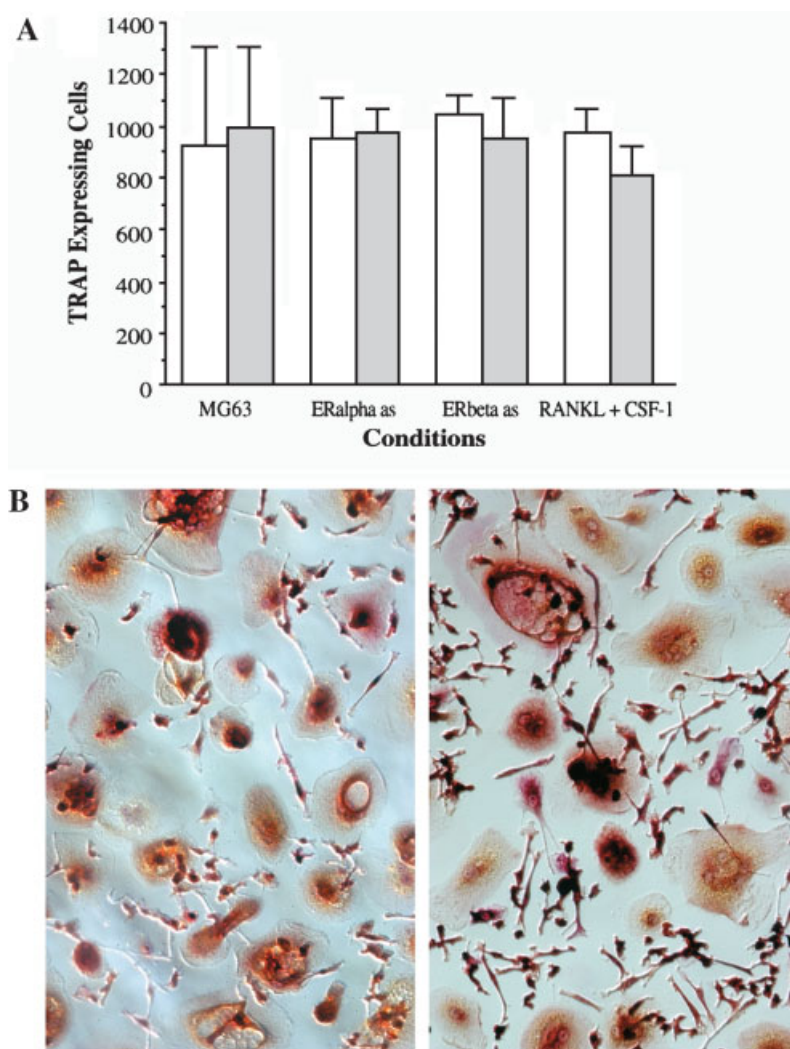 A
TRAP Expressing Cells
1400
1200
1000
800
600
400
200
0
MG63 ERalpha as ERbeta as RANKL + CSF-1
Conditions
B